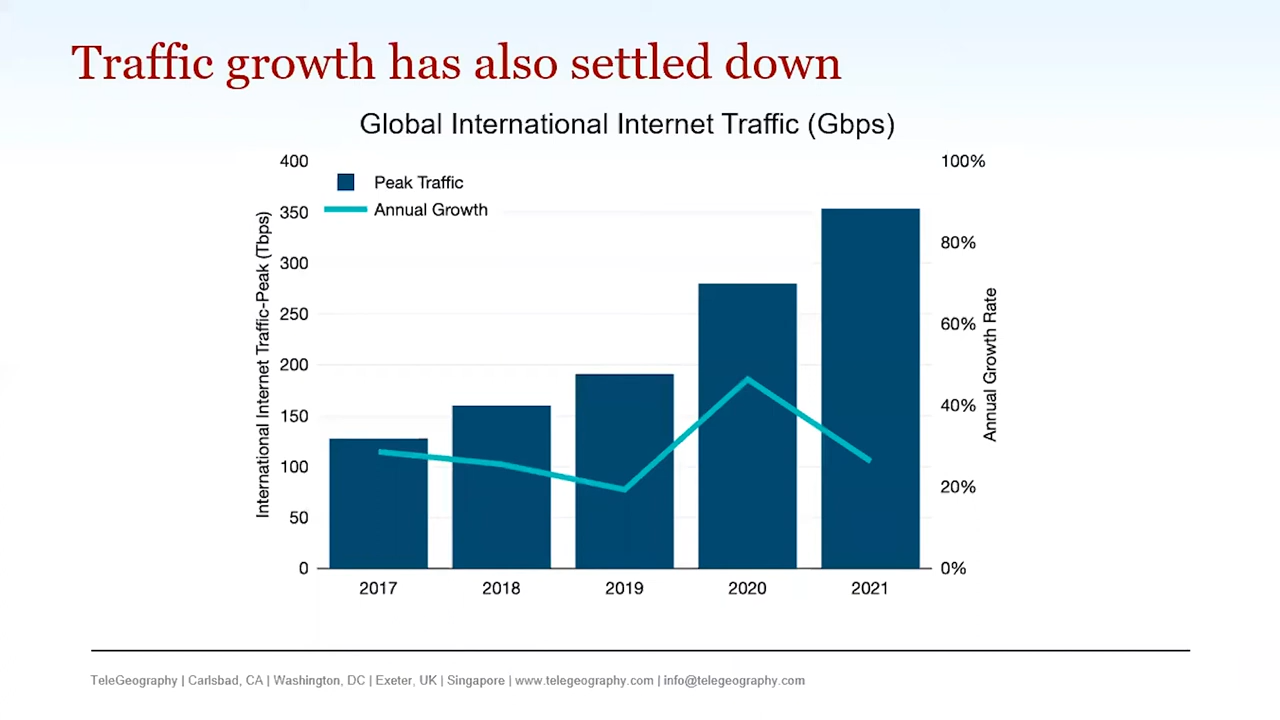 Traffic growth has also settled down
Global International Internet Traffic (Gbps)
Peak Traffic
Annual Growth
International Internet Traffic-Peak (Tbps)
400
350
300
250
200
150
100
50
0
100%
80%
60%
40%
20%
0%
Annual Growth Rate
2017 2018 2019 2020 2021
TeleGeography | Carlsbad, CA | Washington, DC | Exeter, UK | Singapore | www.telegeography.com | info@telegeography.com